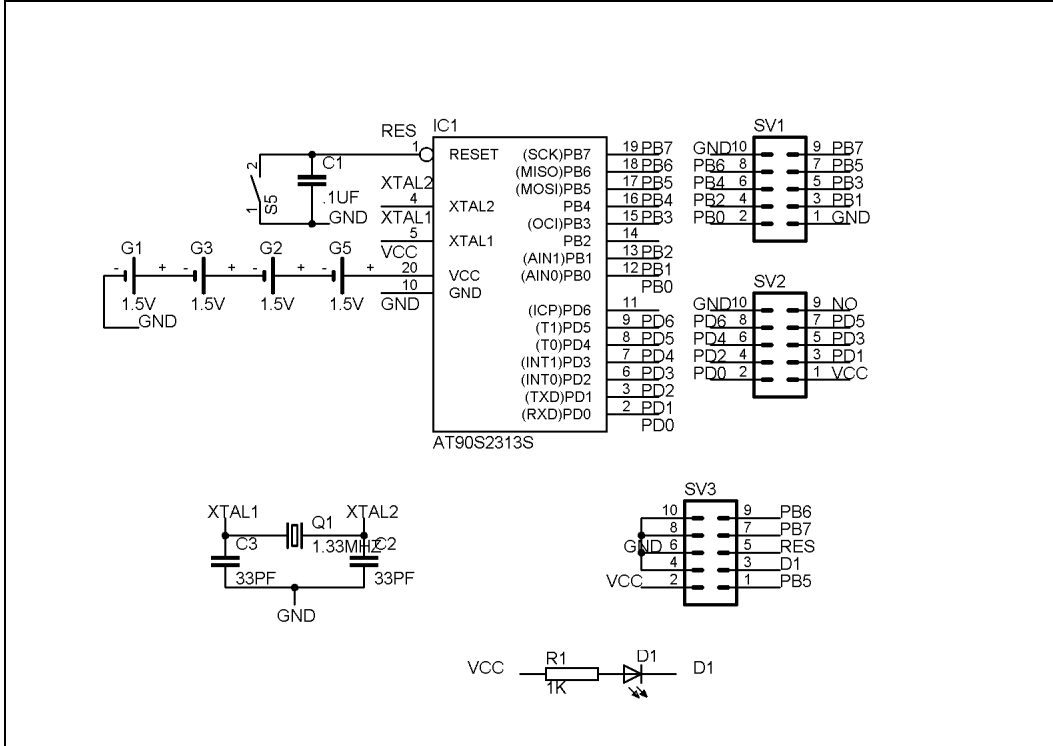 IC1
RES
1
RESET
XTAL2
4
XTAL2
XTAL1
5
XTAL1
VCC
20
VCC
10
GND
GND
(SCK)PB7 19 PB7
(MISO)PB6 18 PB6
(MOSI)PB5 17 PB5
PB4 16 PB4
(OCI)PB3 15 PB3
PB2 14
(AIN1)PB1 13 PB2
(AIN0)PB0 12 PB1
PB0
(ICP)PD6 11
(T1)PD5 9 PD6
(T0)PD4 8 PD5
(INT1)PD3 7 PD4
(INT0)PD2 6 PD3
(TXD)PD1 3 PD2
(RXD)PD0 2 PD1
PD0
AT90S2313S
2
1
S5
C1
.1UF
GND
G1 G3 G2 G5
- + - + - + - +
1.5V 1.5V 1.5V 1.5V
GND
SV1
GND 10 9 PB7
PB6 8 7 PB5
PB4 6 5 PB3
PB2 4 3 PB1
PB0 2 1 GND
SV2
GND 10 9 NO
PD6 8 7 PD5
PD4 6 5 PD3
PD2 4 3 PD1
PD0 2 1 VCC
XTAL1 XTAL2
Q1
1.33MHZ
C3 C2
33PF 33PF
GND
SV3
10 9 PB6
8 7 PB7
GND 6 5 RES
4 3 D1
VCC 2 1 PB5
R1 D1
VCC D1
1K